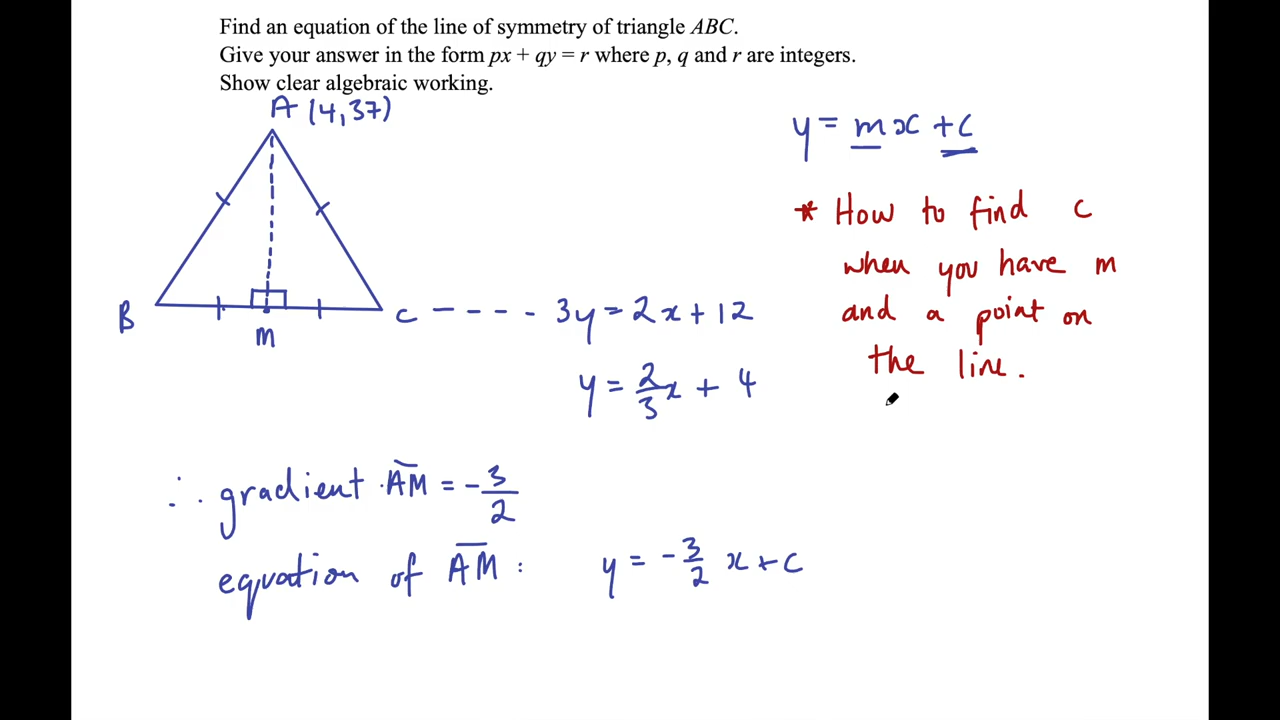 Find an equation of the line of symmetry of triangle ABC.
Give your answer in the form px + qy = r where p, q and r are integers.
Show clear algebraic working.
A (4,37)
y = mx + c
* How to find c
when you have m
and a point on
the line.
B
M
C ---- 3y = 2x + 12
y = 2/3 x + 4
∴ gradient AM = -3/2
equation of AM : y = -3/2 x + c